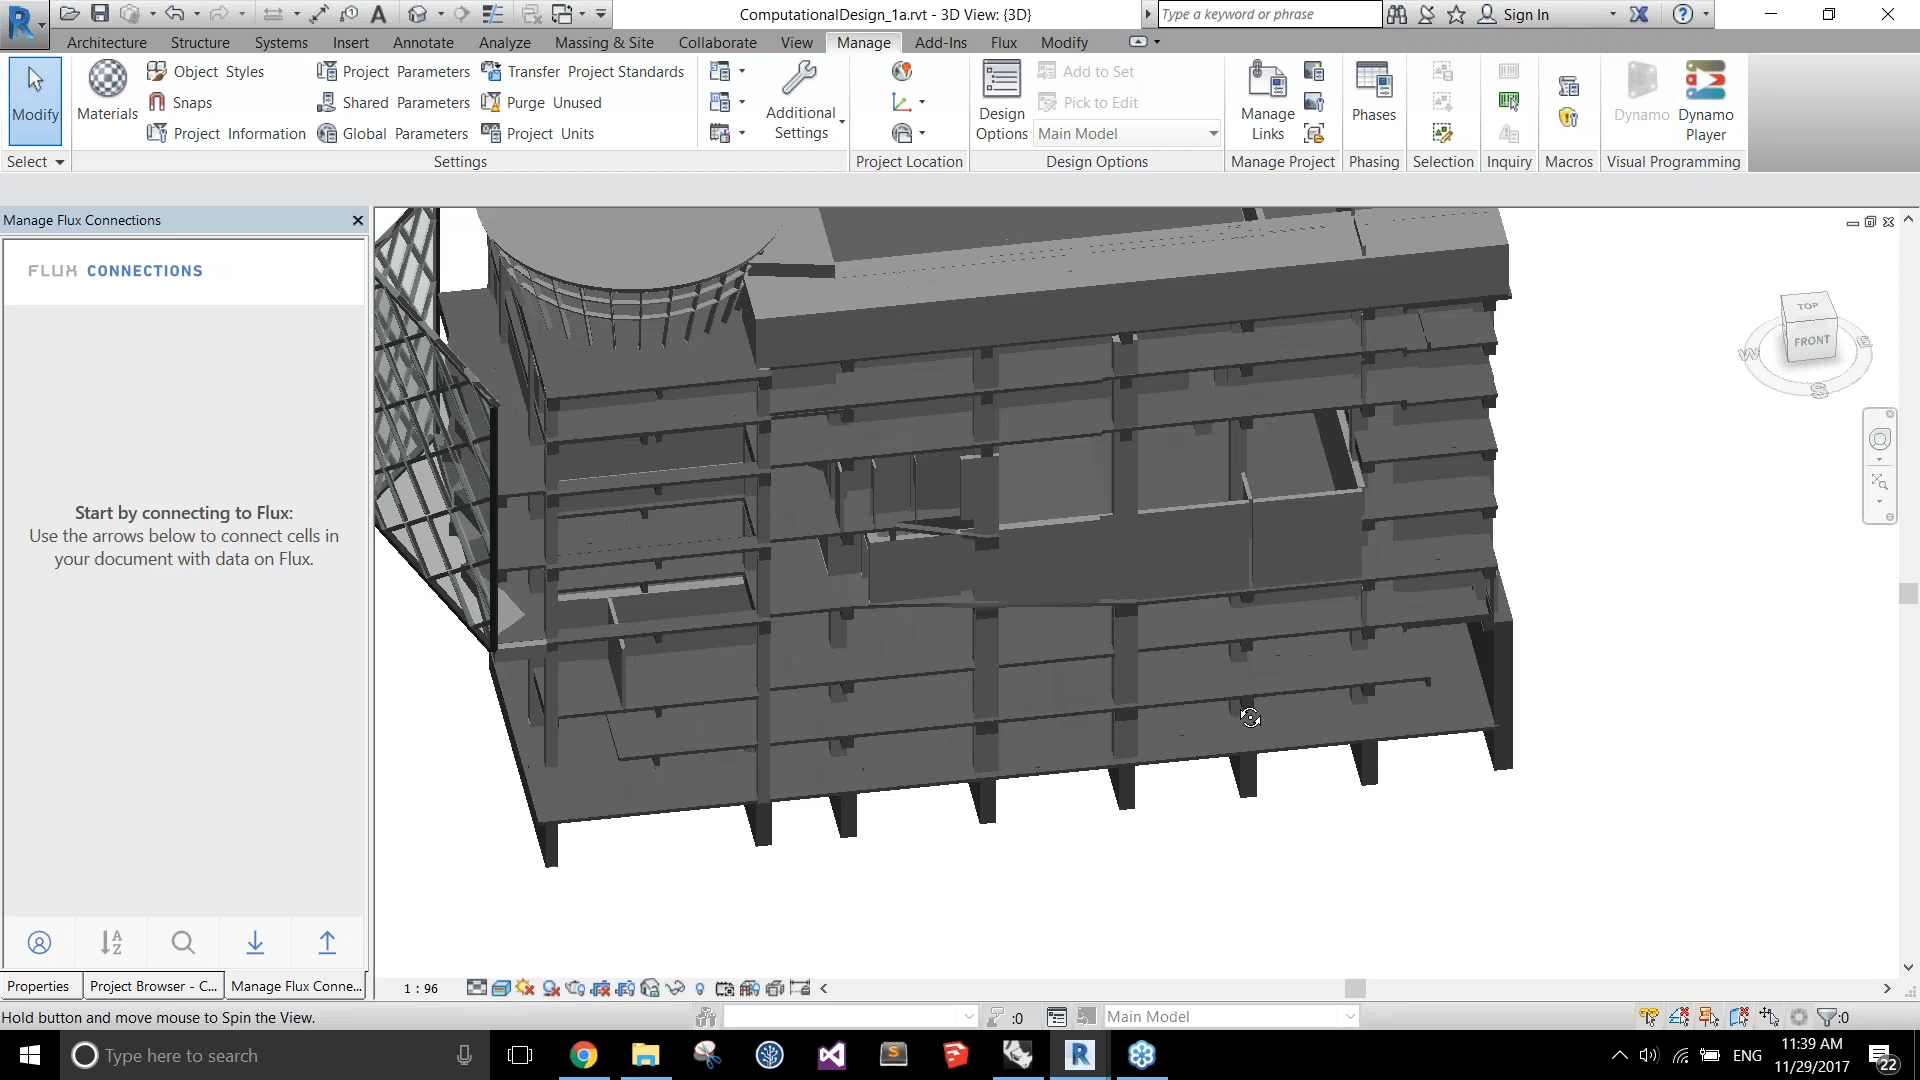 ComputationalDesign_1a.rvt - 3D View: {3D}
Type a keyword or phrase
Sign In
Architecture Structure Systems Insert Annotate Analyze Massing & Site Collaborate View Manage Add-Ins Flux Modify
Modify
Materials
Object Styles
Snaps
Project Information
Project Parameters
Shared Parameters
Global Parameters
Transfer Project Standards
Purge Unused
Project Units
Additional
Settings
Design
Options
Add to Set
Pick to Edit
Main Model
Manage
Links
Phases
Dynamo
Dynamo
Player
Select
Settings
Project Location
Design Options
Manage Project
Phasing
Selection
Inquiry
Macros
Visual Programming
Manage Flux Connections
FLUX CONNECTIONS
Start by connecting to Flux:
Use the arrows below to connect cells in
your document with data on Flux.
TOP
FRONT
W
E
S
A
Z
Properties
Project Browser - C...
Manage Flux Conne...
1 : 96
Hold button and move mouse to Spin the View.
:0
Main Model
:0
Type here to search
ENG
11:39 AM
11/29/2017
22